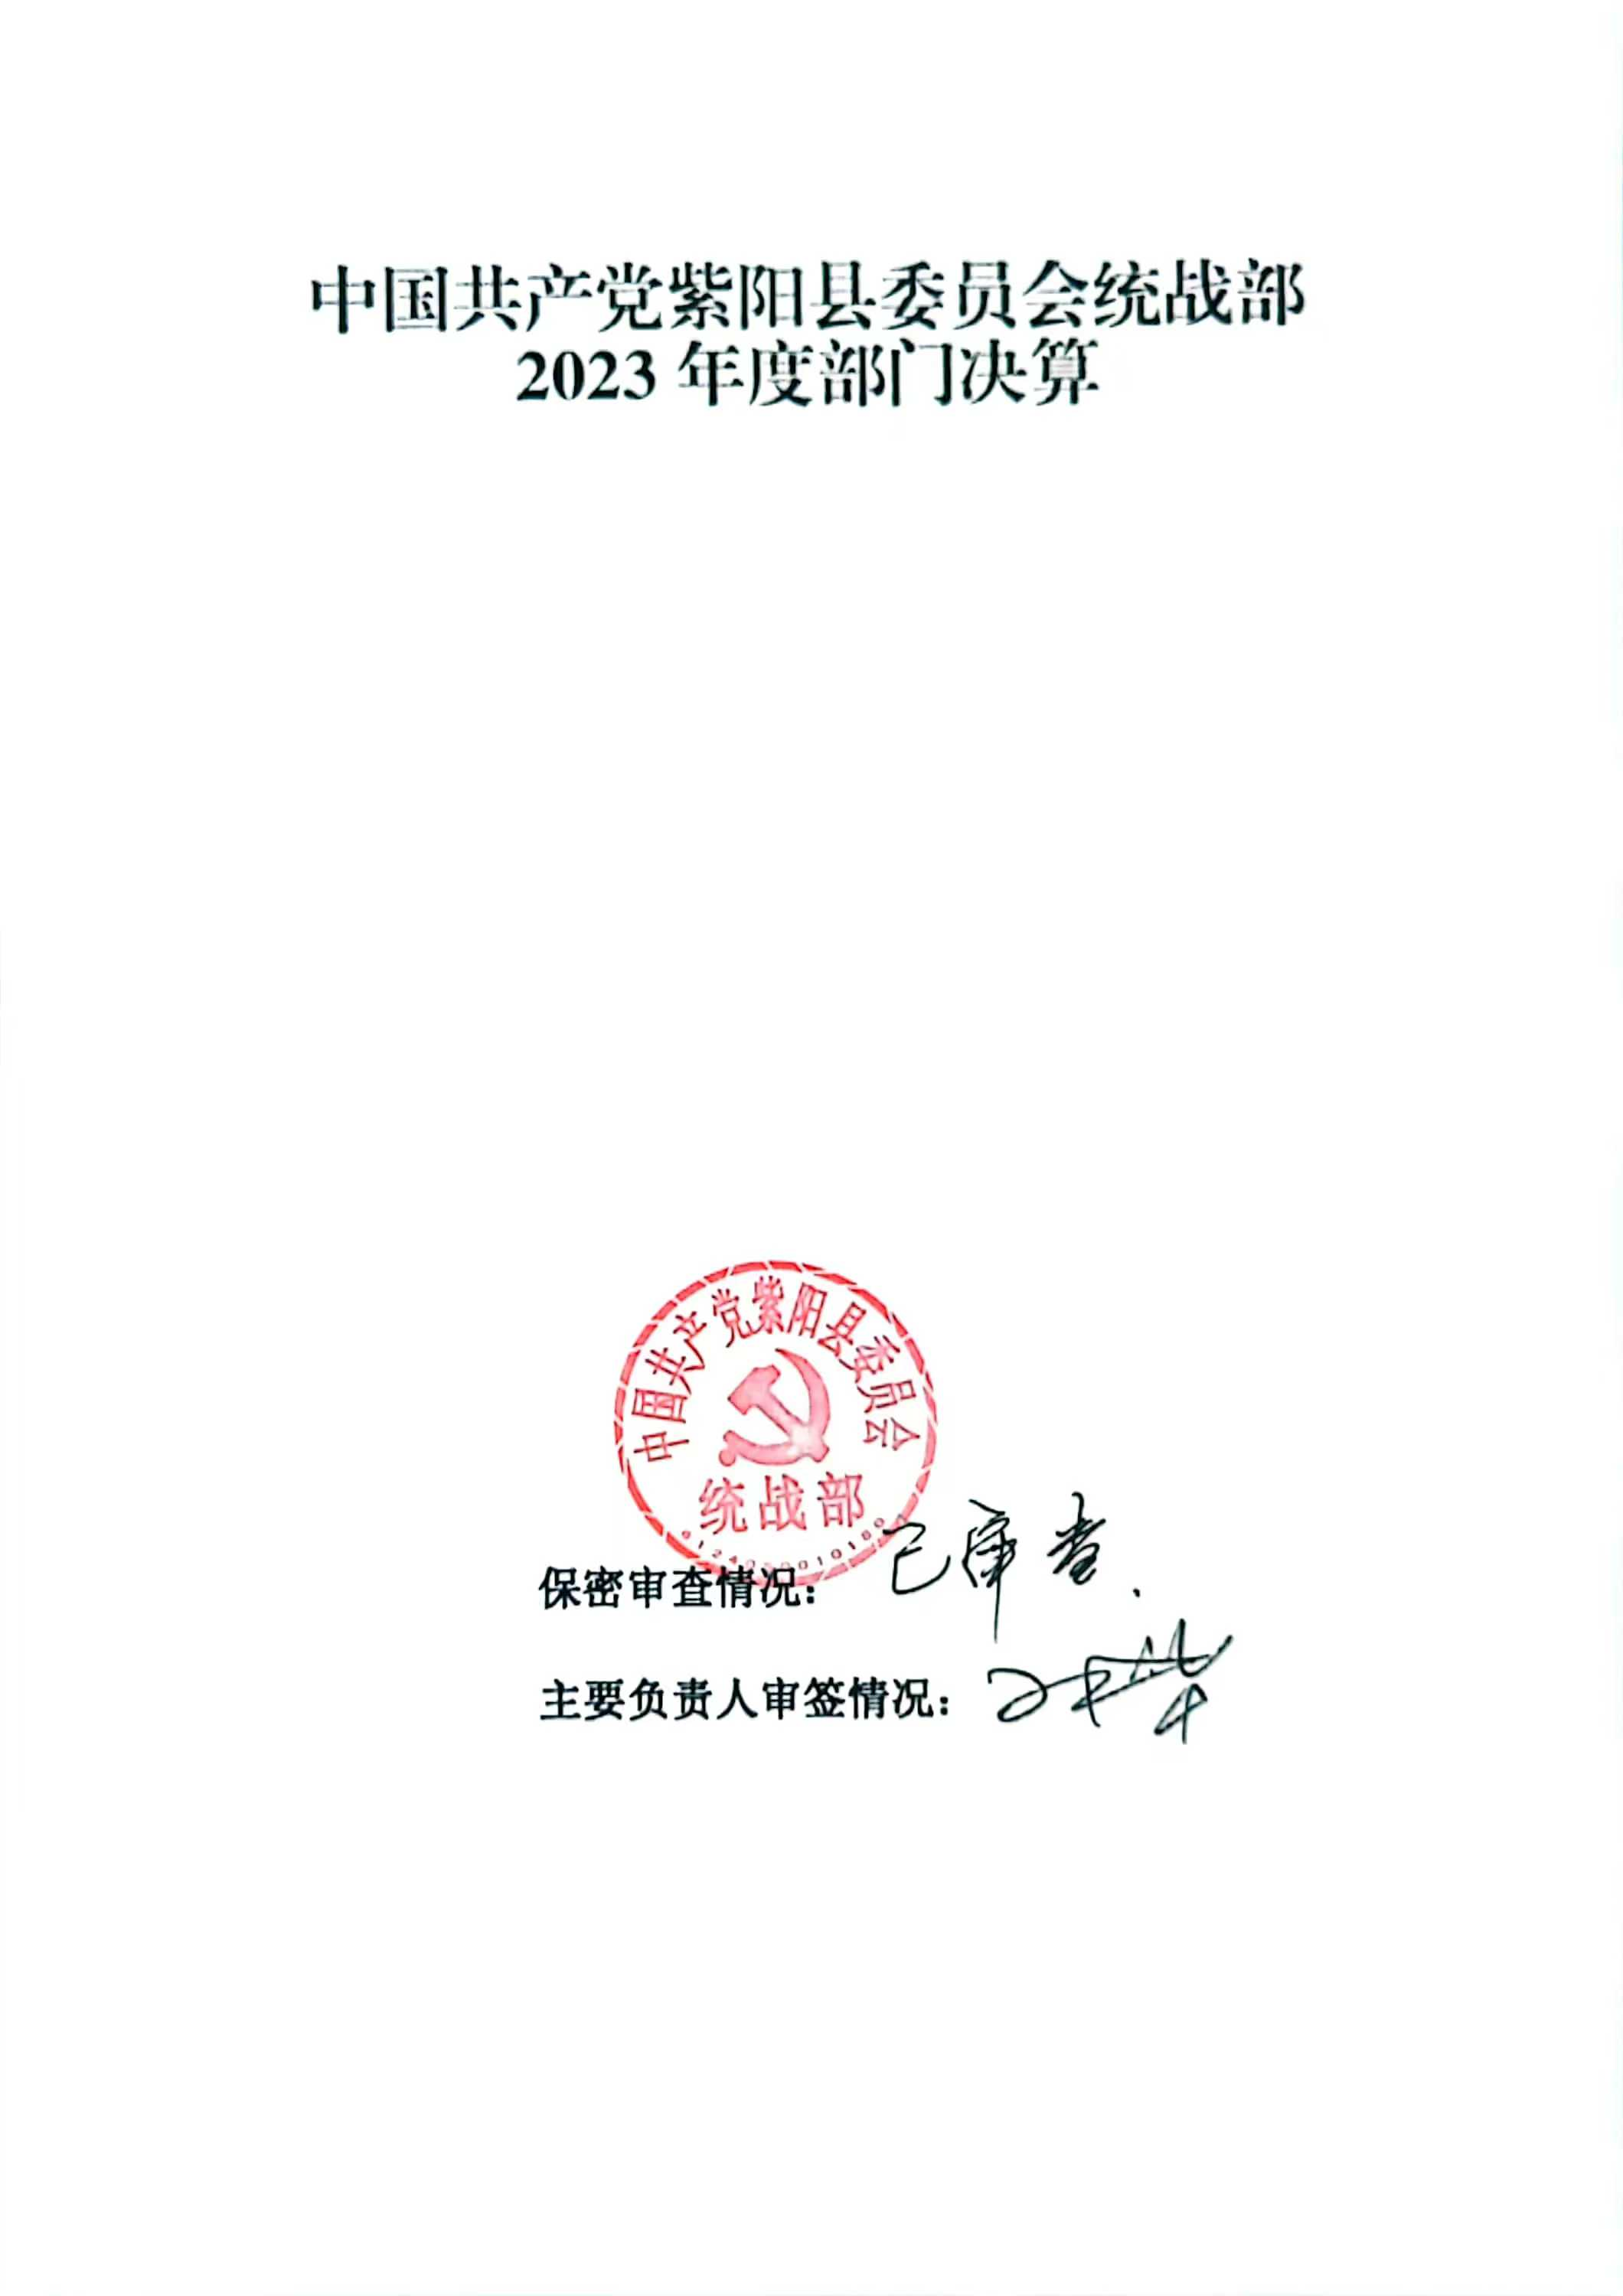 中国共产党紫阳县委员会统战部
2023 年度部门决算
中国共产党紫阳县委员会
统战部
保密审查情况： 已审查.
主要负责人审签情况：